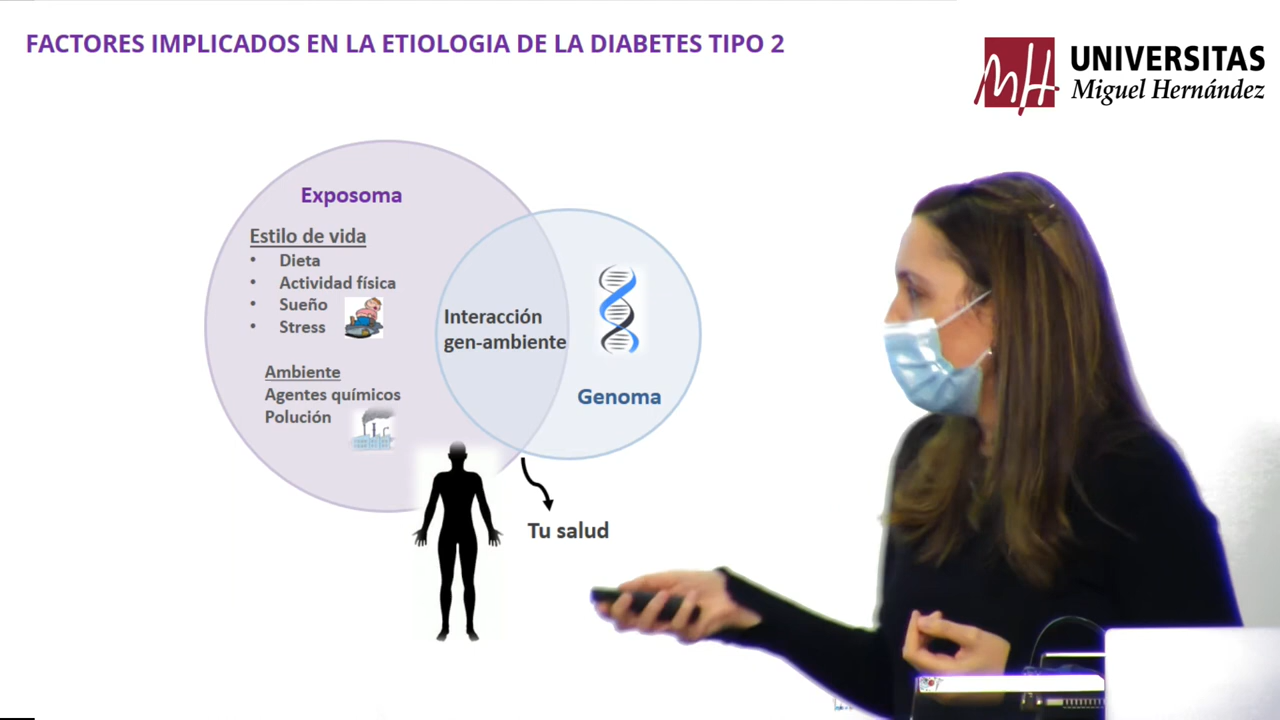 FACTORES IMPLICADOS EN LA ETIOLOGIA DE LA DIABETES TIPO 2
UNIVERSITAS
Miguel Hernández
Exposoma
Estilo de vida
• Dieta
• Actividad física
• Sueño
• Stress
Interacción
gen-ambiente
Genoma
Ambiente
Agentes químicos
Polución
Tu salud